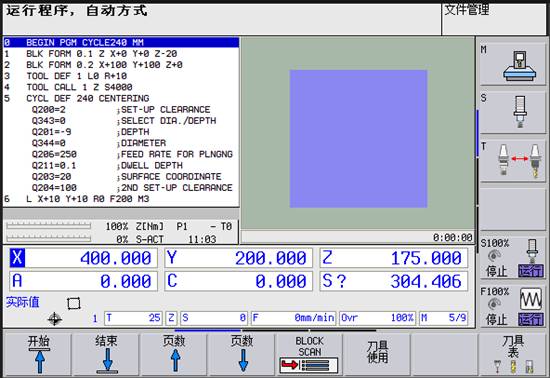 运行程序，自动方式
文件管理
0 BEGIN PGM CYCLE240 MM
1 BLK FORM 0.1 Z X+0 Y+0 Z-20
2 BLK FORM 0.2 X+100 Y+100 Z+0
3 TOOL DEF 1 L0 R+10
4 TOOL CALL 1 Z S4000
5 CYCL DEF 240 CENTERING
Q200=2 ;SET-UP CLEARANCE
Q343=0 ;SELECT DIA./DEPTH
Q201=-9 ;DEPTH
Q344=0 ;DIAMETER
Q206=250 ;FEED RATE FOR PLNGNG
Q211=0.1 ;DWELL DEPTH
Q203=20 ;SURFACE COORDINATE
Q204=100 ;2ND SET-UP CLEARANCE
6 L X+10 Y+10 R0 F200 M3
M
S
T
100% Z[Nm] P1 - T0
0% S-ACT 11:03
0:00:00
X 400.000 Y 200.000 Z 175.000
A 0.000 C 0.000 S ? 304.406
实际值
1 T 25 Z S 0 F 0mm/min Ovr 100% M 5/9
S100%
停止 运行
F100%
停止 运行
开始
结束
页数
页数
BLOCK
SCAN
刀具
使用
刀具
表